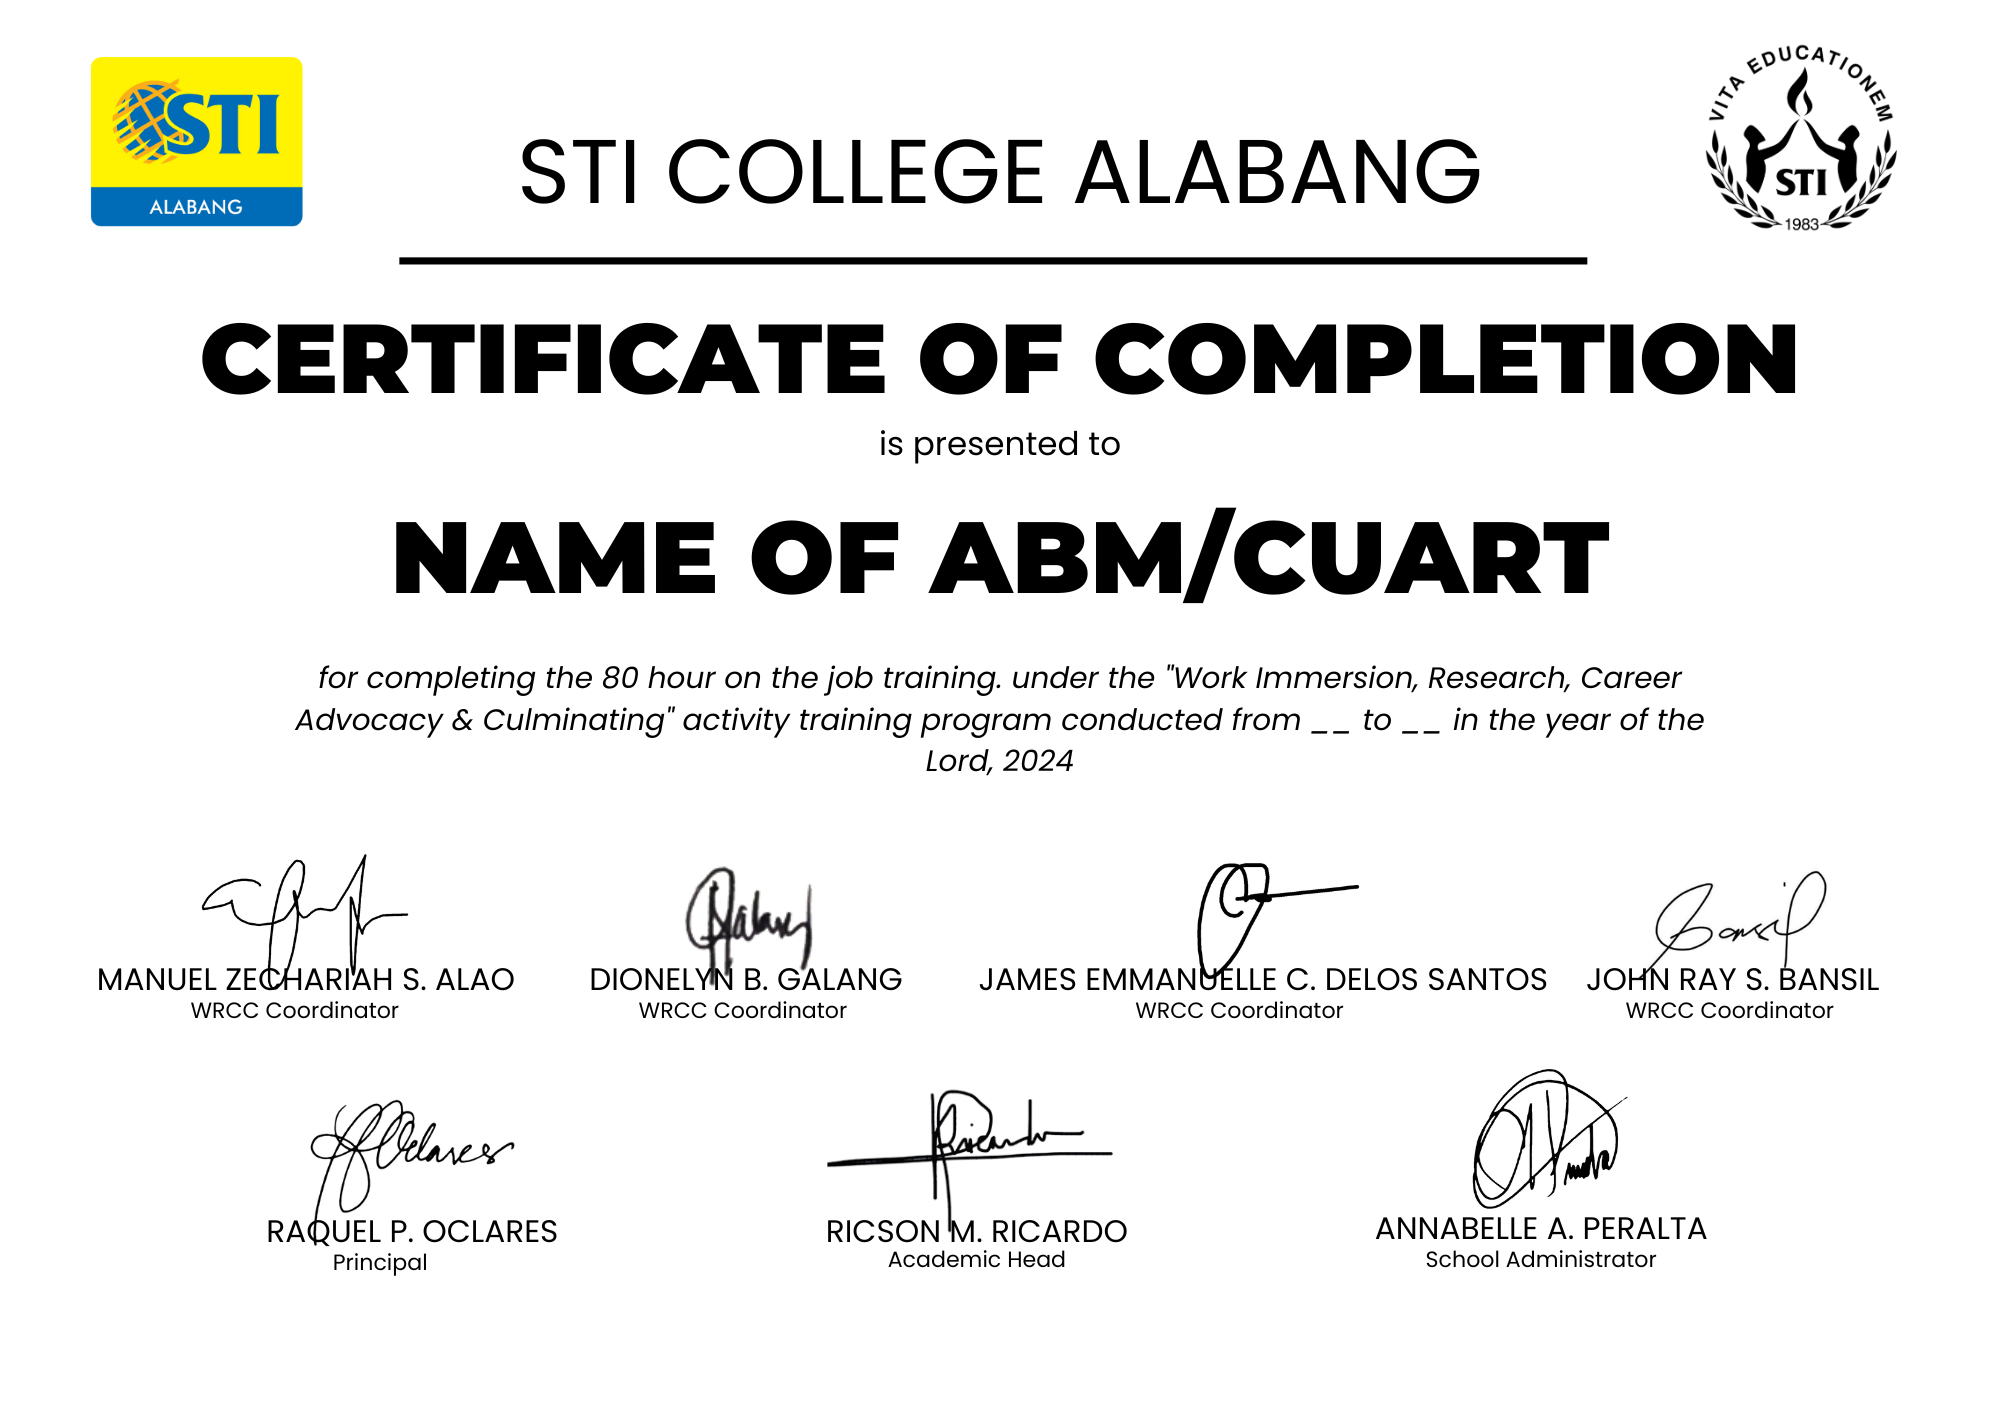 STI
ALABANG
VITA EDUCATIONEM
STI
1983
STI COLLEGE ALABANG
CERTIFICATE OF COMPLETION
is presented to
NAME OF ABM/CUART
for completing the 80 hour on the job training. under the "Work Immersion, Research, Career
Advocacy & Culminating" activity training program conducted from __ to __ in the year of the
Lord, 2024
Galang
Bansil
MANUEL ZECHARIAH S. ALAO DIONELYN B. GALANG JAMES EMMANUELLE C. DELOS SANTOS JOHN RAY S. BANSIL
WRCC Coordinator WRCC Coordinator WRCC Coordinator WRCC Coordinator
Oclares
Ricardo
RAQUEL P. OCLARES RICSON M. RICARDO ANNABELLE A. PERALTA
Principal Academic Head School Administrator